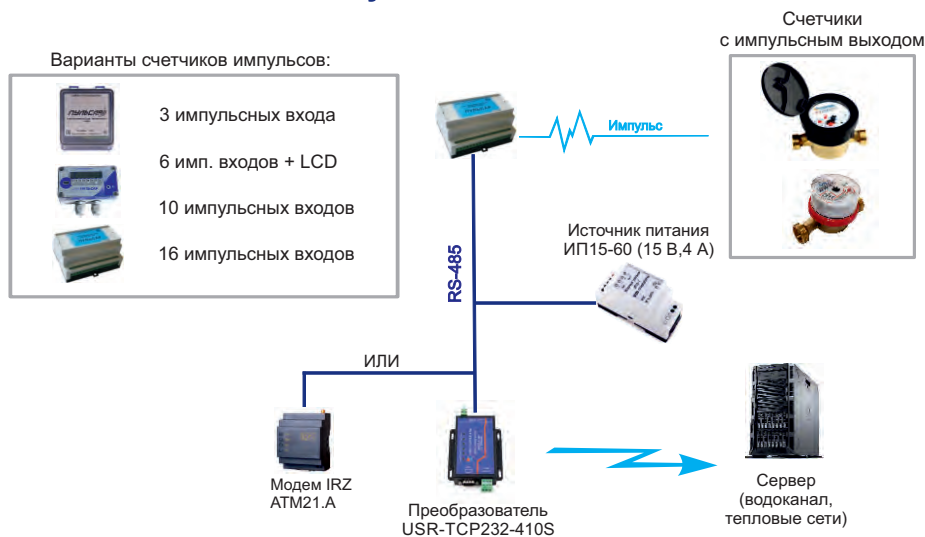 Счетчики
с импульсным выходом
Варианты счетчиков импульсов:
3 импульсных входа
6 имп. входов + LCD
10 импульсных входов
16 импульсных входов
Импульс
Источник питания
ИП15-60 (15 В,4 А)
RS-485
ИЛИ
Модем IRZ
ATM21.A
Преобразователь
USR-TCP232-410S
Сервер
(водоканал,
тепловые сети)